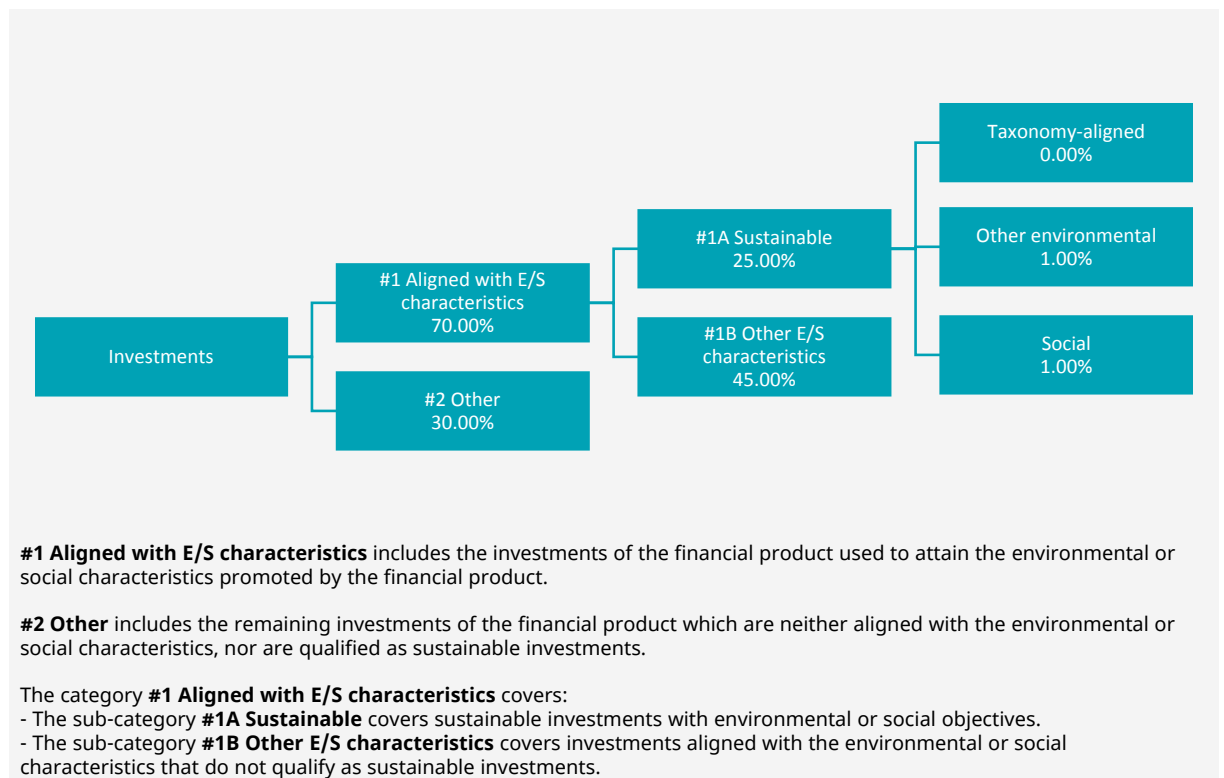 Investments
#1 Aligned with E/S
characteristics
70.00%
#2 Other
30.00%
#1A Sustainable
25.00%
#1B Other E/S
characteristics
45.00%
Taxonomy-aligned
0.00%
Other environmental
1.00%
Social
1.00%
#1 Aligned with E/S characteristics includes the investments of the financial product used to attain the environmental or
social characteristics promoted by the financial product.
#2 Other includes the remaining investments of the financial product which are neither aligned with the environmental or
social characteristics, nor are qualified as sustainable investments.
The category #1 Aligned with E/S characteristics covers:
- The sub-category #1A Sustainable covers sustainable investments with environmental or social objectives.
- The sub-category #1B Other E/S characteristics covers investments aligned with the environmental or social
characteristics that do not qualify as sustainable investments.